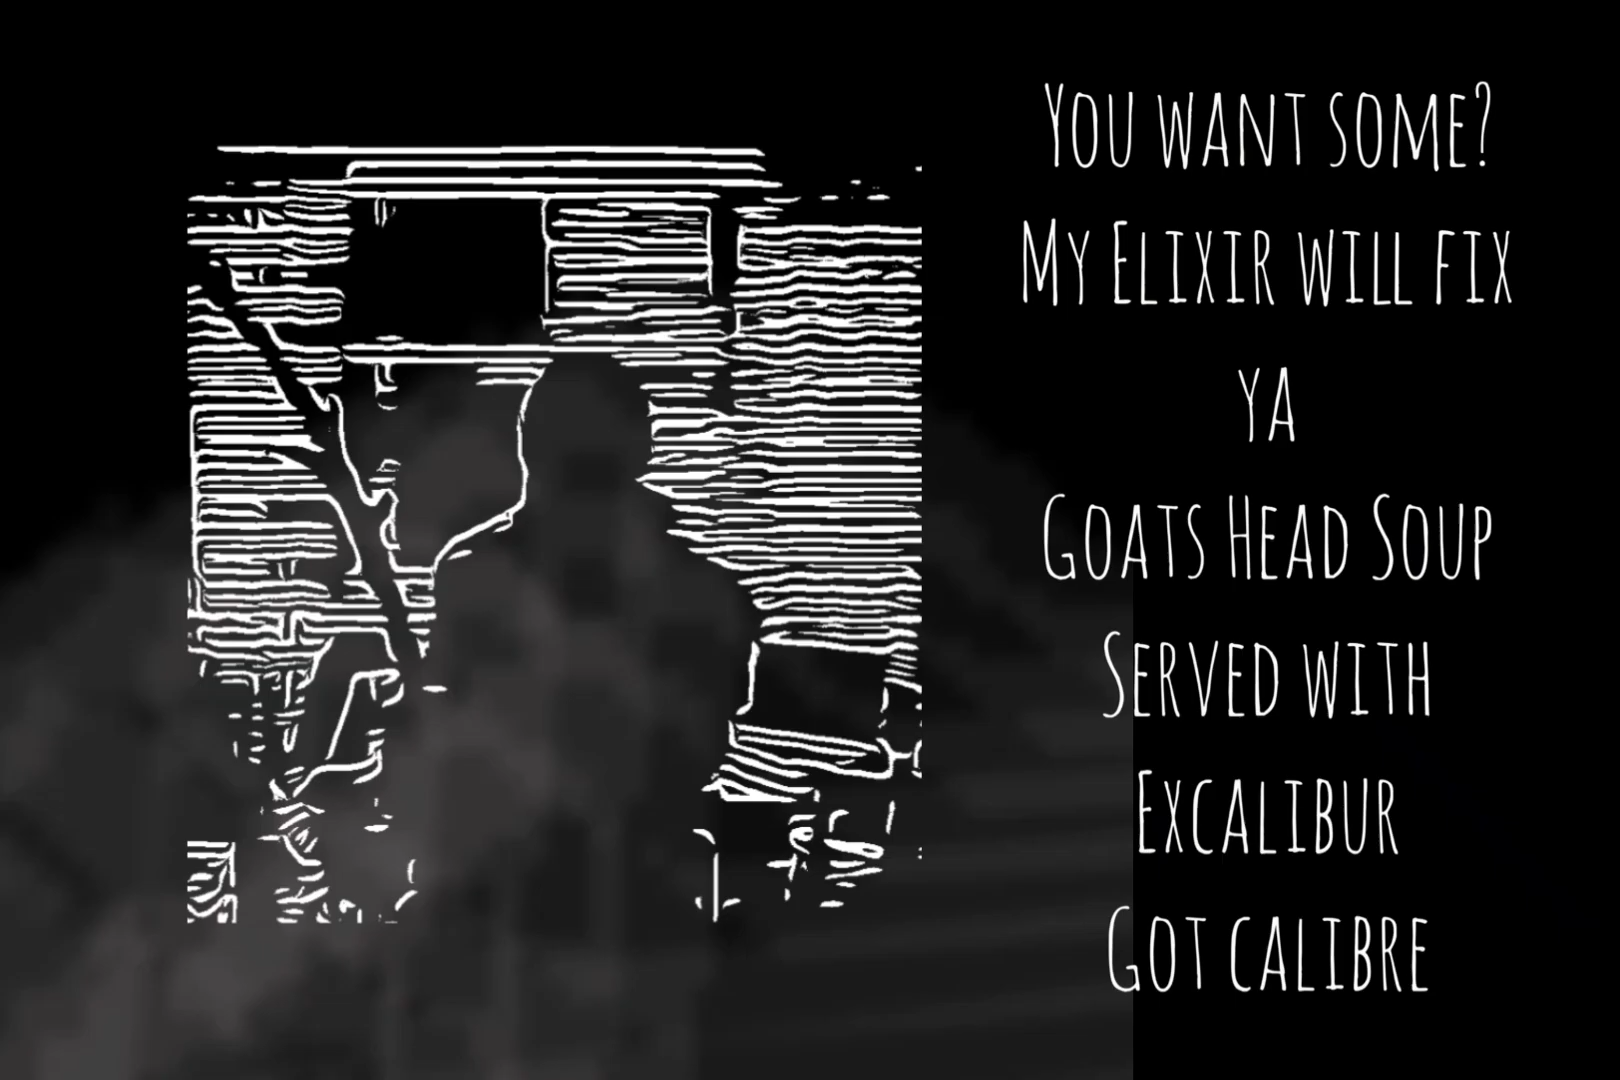 You want some?
My Elixir will fix
ya
Goats Head Soup
Served with
Excalibur
Got calibre